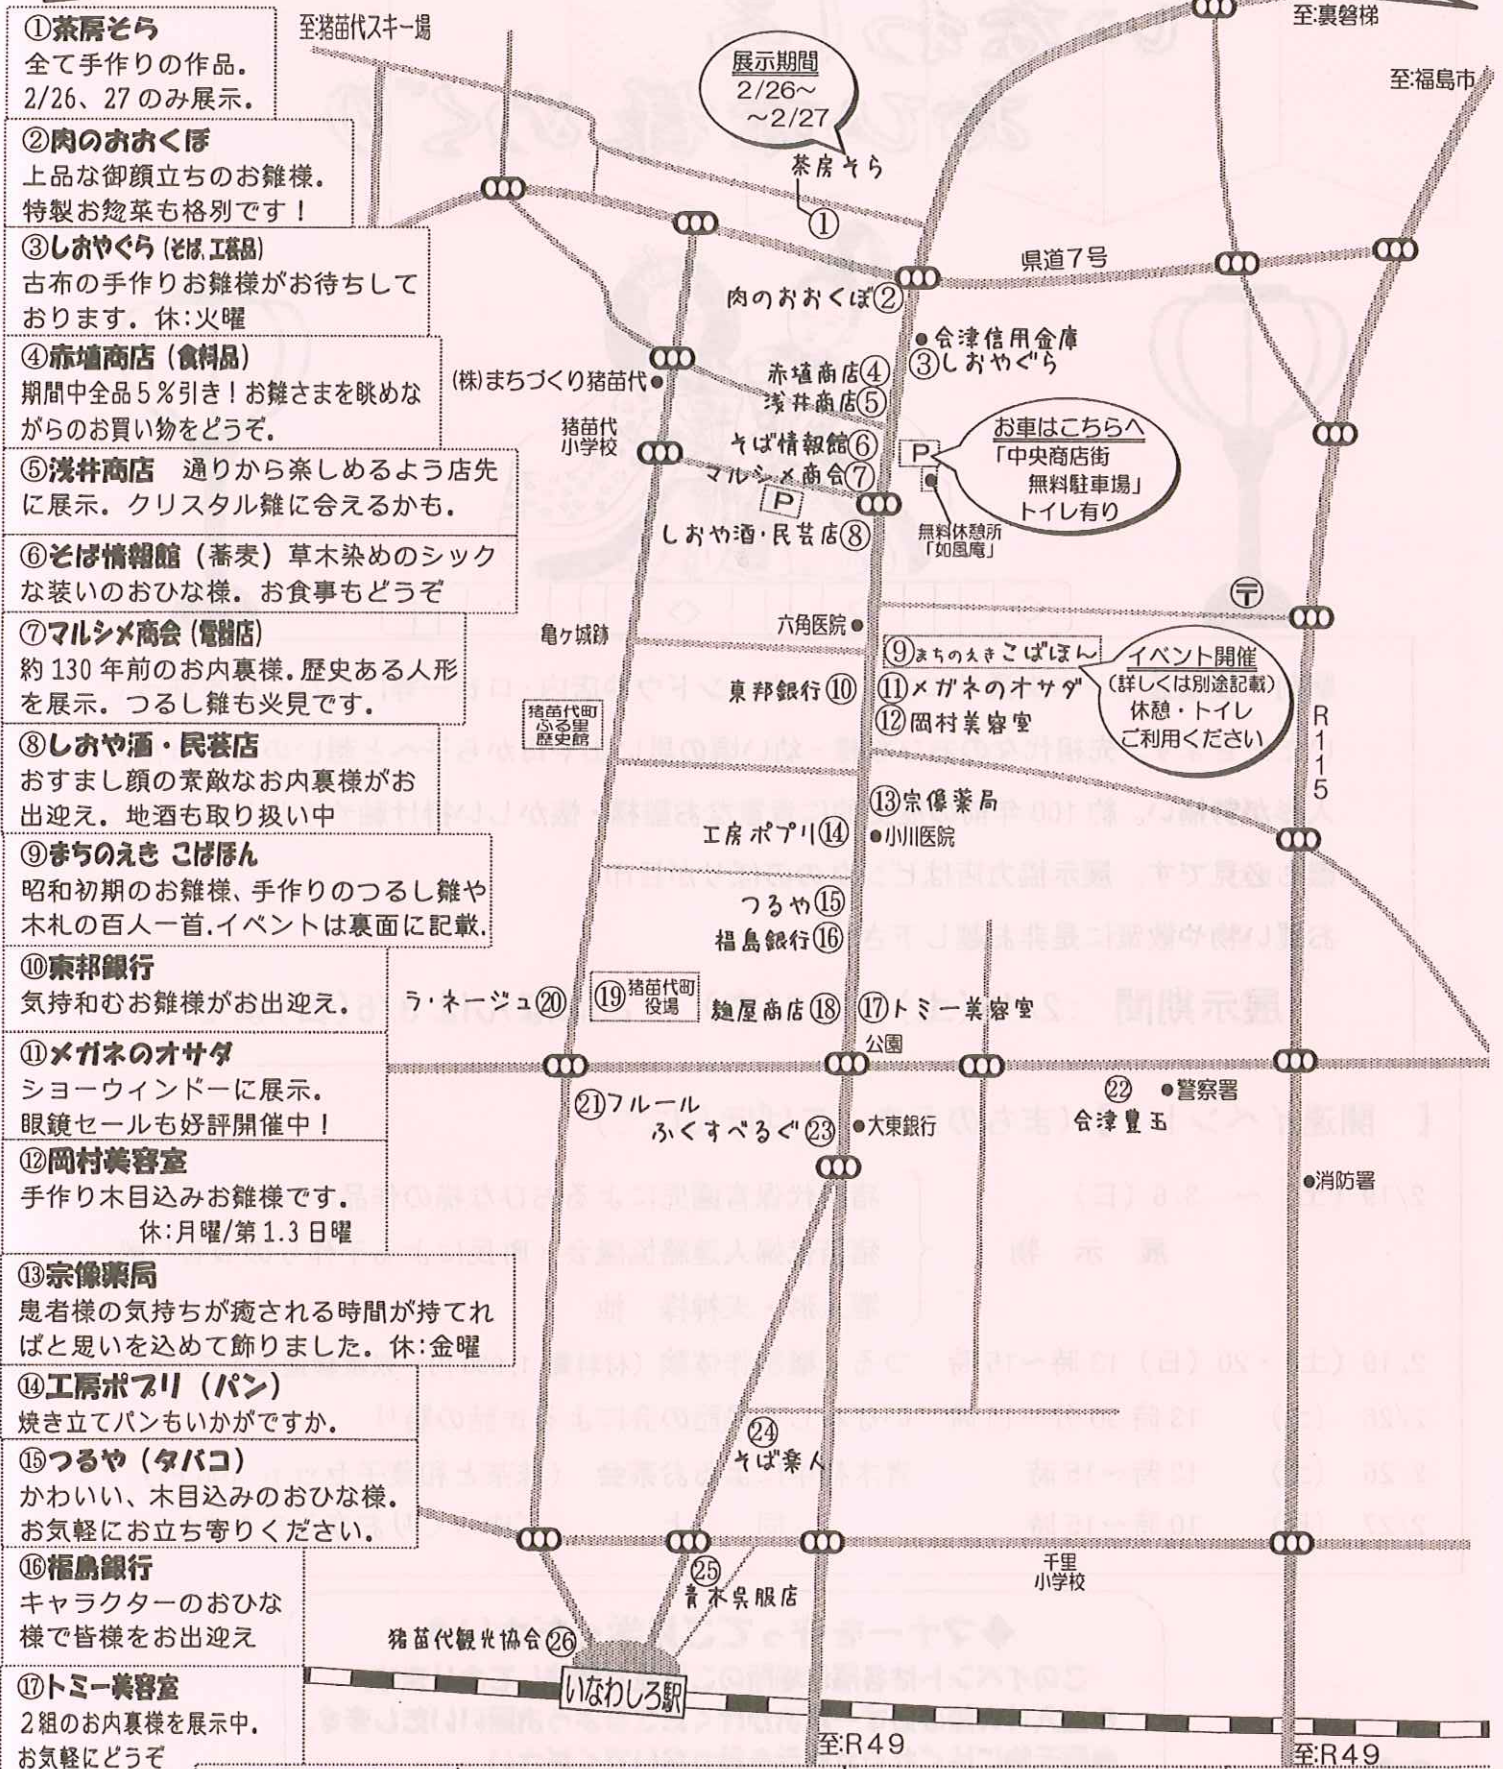 ①茶房そら
全て手作りの作品.
2/26、27のみ展示.
②肉のおおくぼ
上品な御顔立ちのお雛様.
特製お惣菜も格別です！
③しおやぐら(そば,工芸品)
古布の手作りお雛様がお待ちして
おります. 休:火曜
④赤埴商店(食料品)
期間中全品5％引き！お雛さまを眺めな
がらのお買い物をどうぞ.
⑤浅井商店 通りから楽しめるよう店先
に展示. クリスタル雛に会えるかも.
⑥そば情報館(蕎麦)草木染めのシック
な装いのおひな様. お食事もどうぞ
⑦マルシメ商会(電器店)
約130年前のお内裏様.歴史ある人形
を展示. つるし雛も必見です.
⑧しおや酒・民芸店
おすまし顔の素敵なお内裏様がお
出迎え. 地酒も取り扱い中
⑨まちのえき こばほん
昭和初期のお雛様、手作りのつるし雛や
木札の百人一首.イベントは裏面に記載.
⑩東邦銀行
気持和むお雛様がお出迎え.
⑪メガネのオサダ
ショーウィンドーに展示.
眼鏡セールも好評開催中！
⑫岡村美容室
手作り木目込みお雛様です.
休:月曜/第1.3日曜
⑬宗像薬局
患者様の気持ちが癒される時間が持てれ
ばと思いを込めて飾りました. 休:金曜
⑭工房ポプリ(パン)
焼き立てパンもいかがですか.
⑮つるや(タバコ)
かわいい、木目込みのおひな様.
お気軽にお立ち寄りください.
⑯福島銀行
キャラクターのおひな
様で皆様をお出迎え
⑰トミー美容室
2組のお内裏様を展示中.
お気軽にどうぞ
至:猪苗代スキー場
至:裏磐梯
至:福島市
展示期間
2/26～
～2/27
茶房そら
①
県道7号
肉のおおくぼ②
会津信用金庫
③しおやぐら
赤埴商店④
(株)まちづくり猪苗代
浅井商店⑤
猪苗代
小学校
そば情報館⑥
P
お車はこちらへ
「中央商店街
無料駐車場」
トイレ有り
マルシメ商会⑦
P
しおや酒・民芸店⑧
無料休憩所
「如風庵」
〒
亀ヶ城跡
六角医院
⑨まちのえきこばほん
イベント開催
(詳しくは別途記載)
休憩・トイレ
ご利用ください
東邦銀行⑩
⑪メガネのオサダ
⑫岡村美容室
猪苗代町
ふる里
歴史館
R115
⑬宗像薬局
工房ポプリ⑭
小川医院
つるや⑮
福島銀行⑯
ラ・ネージュ⑳
⑲猪苗代町
役場
麹屋商店⑱
⑰トミー美容室
公園
㉑フルール
ふくすべるぐ㉓
大東銀行
㉒
会津豊玉
警察署
消防署
㉔
そば楽人
千里
小学校
㉕
青木呉服店
猪苗代観光協会㉖
いなわしろ駅
至:R49
至:R49